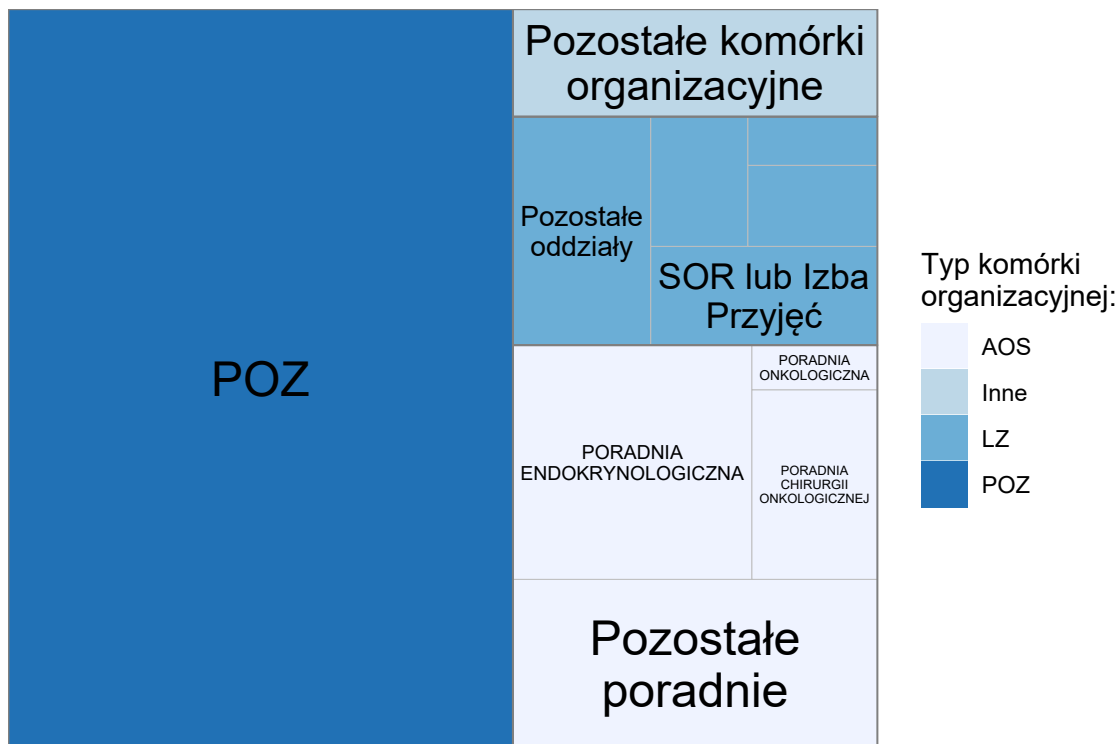 POZ
Pozostałe komórki
organizacyjne
Pozostałe
oddziały
SOR lub Izba
Przyjęć
PORADNIA
ENDOKRYNOLOGICZNA
PORADNIA
ONKOLOGICZNA
PORADNIA
CHIRURGII
ONKOLOGICZNEJ
Pozostałe
poradnie
Typ komórki
organizacyjnej:
AOS
Inne
LZ
POZ